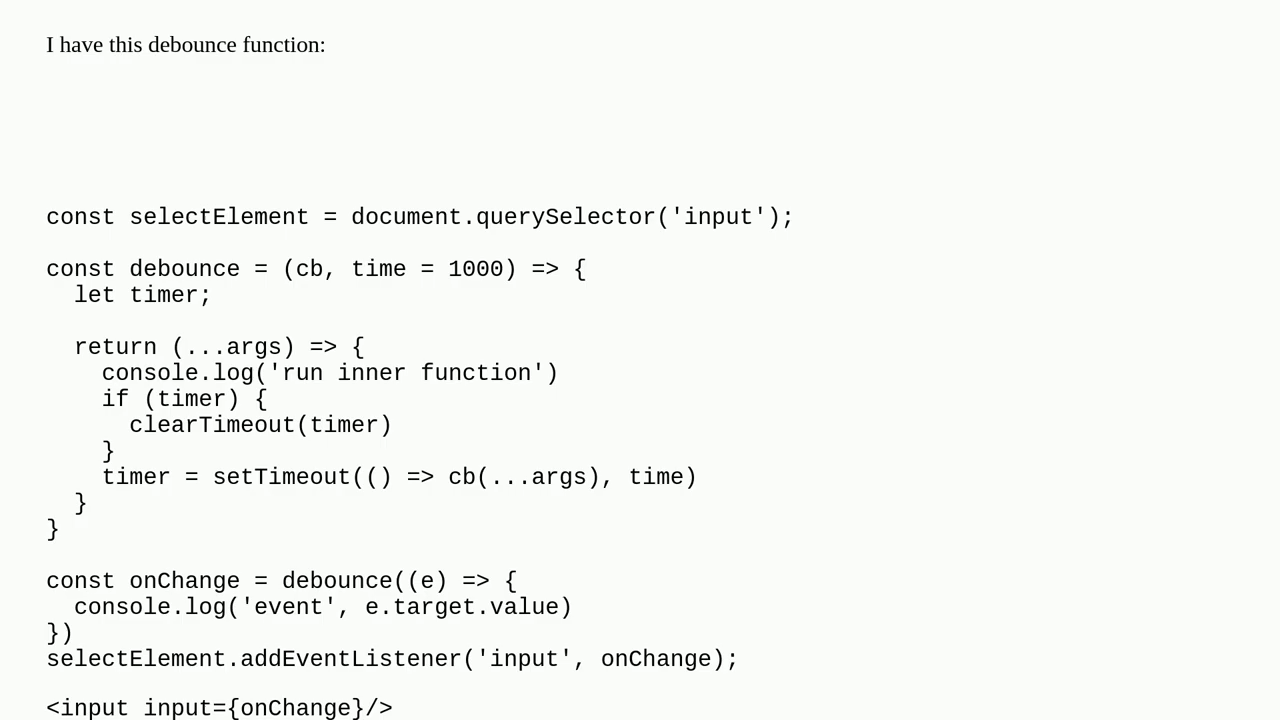 I have this debounce function:
const selectElement = document.querySelector('input');
const debounce = (cb, time = 1000) => {
  let timer;
  return (...args) => {
    console.log('run inner function')
    if (timer) {
      clearTimeout(timer)
    }
    timer = setTimeout(() => cb(...args), time)
  }
}
const onChange = debounce((e) => {
  console.log('event', e.target.value)
})
selectElement.addEventListener('input', onChange);
<input input={onChange}/>